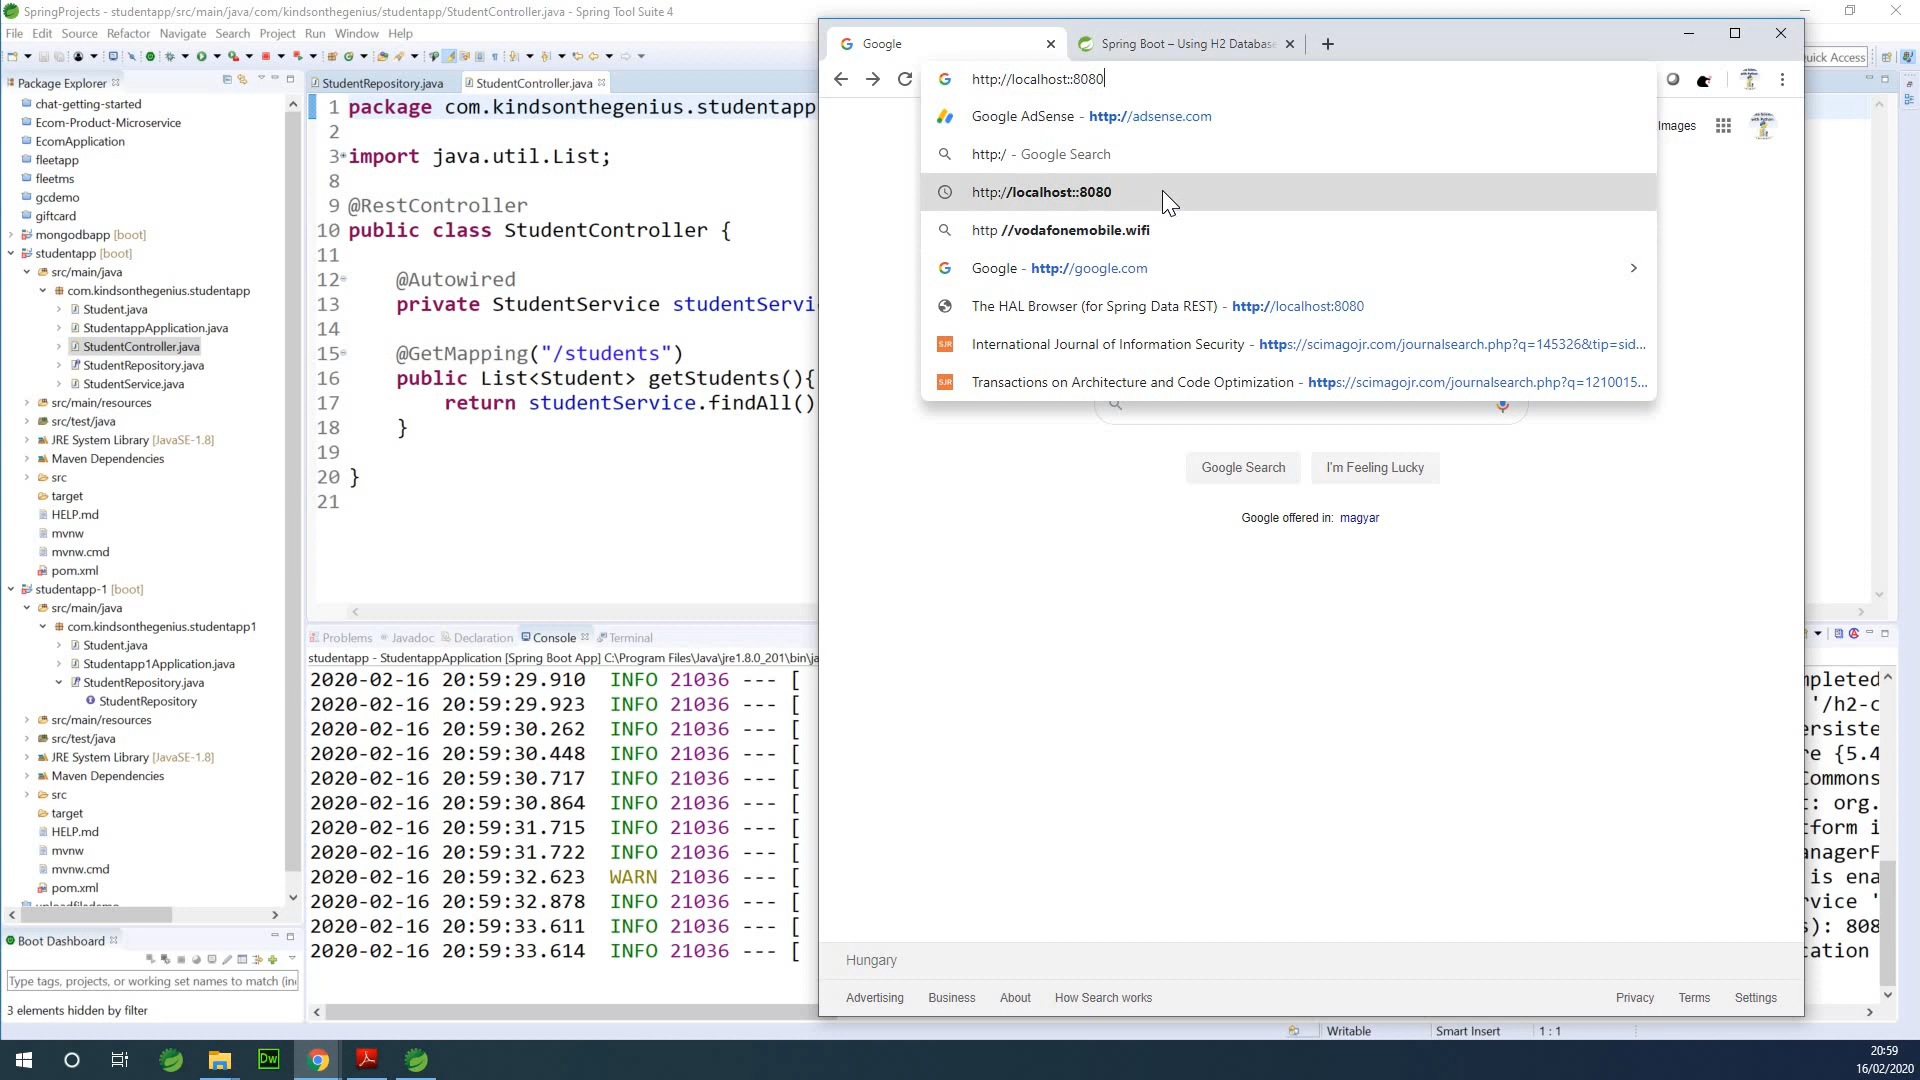 SpringProjects - studentapp/src/main/java/com/kindsonthegenius/studentapp/StudentController.java - Spring Tool Suite 4
File Edit Source Refactor Navigate Search Project Run Window Help
Quick Access
Package Explorer
chat-getting-started
Ecom-Product-Microservice
EcomApplication
fleetapp
fleetms
gcdemo
giftcard
mongodbapp [boot]
studentapp [boot]
src/main/java
com.kindsonthegenius.studentapp
Student.java
StudentappApplication.java
StudentController.java
StudentRepository.java
StudentService.java
src/main/resources
src/test/java
JRE System Library [JavaSE-1.8]
Maven Dependencies
src
target
HELP.md
mvnw
mvnw.cmd
pom.xml
studentapp-1 [boot]
src/main/java
com.kindsonthegenius.studentapp1
Student.java
Studentapp1Application.java
StudentRepository.java
StudentRepository
src/main/resources
src/test/java
JRE System Library [JavaSE-1.8]
Maven Dependencies
src
target
HELP.md
mvnw
mvnw.cmd
pom.xml
Boot Dashboard
Type tags, projects, or working set names to match (in
3 elements hidden by filter
StudentRepository.java StudentController.java
1 package com.kindsonthegenius.studentapp
2
3 import java.util.List;
8
9 @RestController
10 public class StudentController {
11
12 @Autowired
13 private StudentService studentServi
14
15 @GetMapping("/students")
16 public List<Student> getStudents(){
17 return studentService.findAll()
18 }
19
20 }
21
Problems Javadoc Declaration Console Terminal
studentapp - StudentappApplication [Spring Boot App] C:\Program Files\Java\jre1.8.0_201\bin\ja
2020-02-16 20:59:29.910 INFO 21036 --- [
2020-02-16 20:59:29.923 INFO 21036 --- [
2020-02-16 20:59:30.262 INFO 21036 --- [
2020-02-16 20:59:30.448 INFO 21036 --- [
2020-02-16 20:59:30.717 INFO 21036 --- [
2020-02-16 20:59:30.864 INFO 21036 --- [
2020-02-16 20:59:31.715 INFO 21036 --- [
2020-02-16 20:59:31.722 INFO 21036 --- [
2020-02-16 20:59:32.623 WARN 21036 --- [
2020-02-16 20:59:32.878 INFO 21036 --- [
2020-02-16 20:59:33.611 INFO 21036 --- [
2020-02-16 20:59:33.614 INFO 21036 --- [
Google
Spring Boot – Using H2 Database
http://localhost::8080
Google AdSense - http://adsense.com
http:/ - Google Search
http://localhost::8080
http //vodafonemobile.wifi
Google - http://google.com
The HAL Browser (for Spring Data REST) - http://localhost:8080
International Journal of Information Security - https://scimagojr.com/journalsearch.php?q=145326&tip=sid...
Transactions on Architecture and Code Optimization - https://scimagojr.com/journalsearch.php?q=1210015...
Images
Google Search
I'm Feeling Lucky
Google offered in: magyar
Hungary
Advertising Business About How Search works
Privacy Terms Settings
mpleted
'/h2-c
ersiste
re {5.4
Commons
: org.
tform i
anagerF
is ena
rvice '
): 808
cation
Writable
Smart Insert
1 : 1
Dw
20:59
16/02/2020